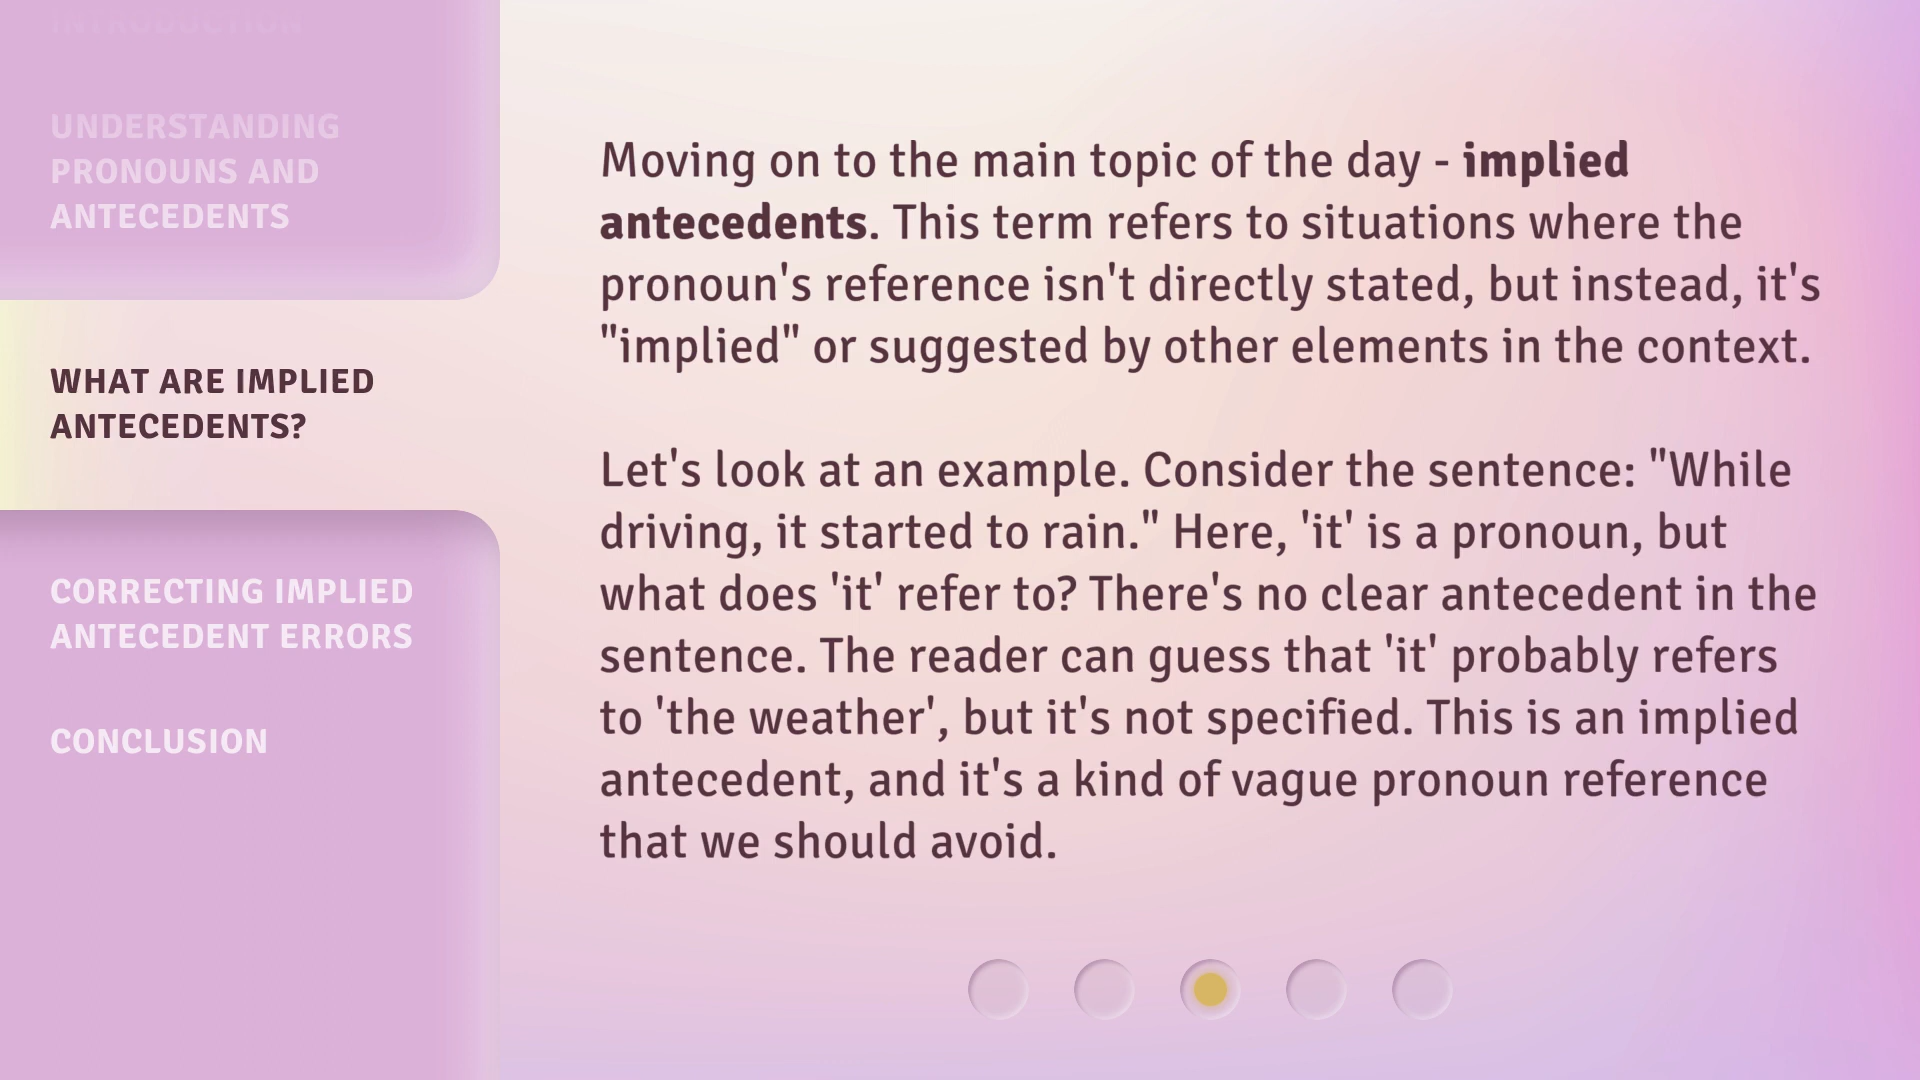 INTRODUCTION
UNDERSTANDING
PRONOUNS AND
ANTECEDENTS
WHAT ARE IMPLIED
ANTECEDENTS?
CORRECTING IMPLIED
ANTECEDENT ERRORS
CONCLUSION
Moving on to the main topic of the day - implied
antecedents. This term refers to situations where the
pronoun's reference isn't directly stated, but instead, it's
"implied" or suggested by other elements in the context.
Let's look at an example. Consider the sentence: "While
driving, it started to rain." Here, 'it' is a pronoun, but
what does 'it' refer to? There's no clear antecedent in the
sentence. The reader can guess that 'it' probably refers
to 'the weather', but it's not specified. This is an implied
antecedent, and it's a kind of vague pronoun reference
that we should avoid.